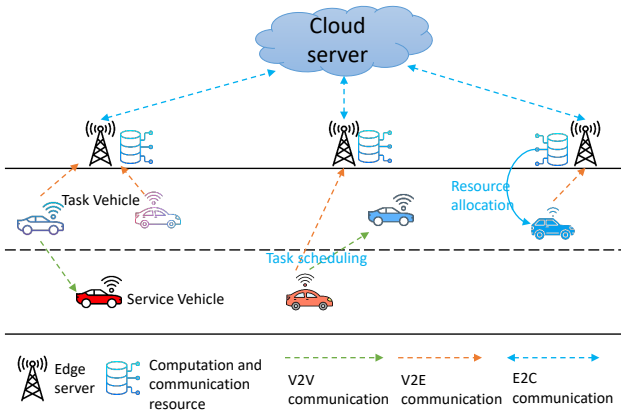 Cloud
server
Task Vehicle
Resource
allocation
Task scheduling
Service Vehicle
Edge
server
Computation and
communication
resource
V2V
communication
V2E
communication
E2C
communication